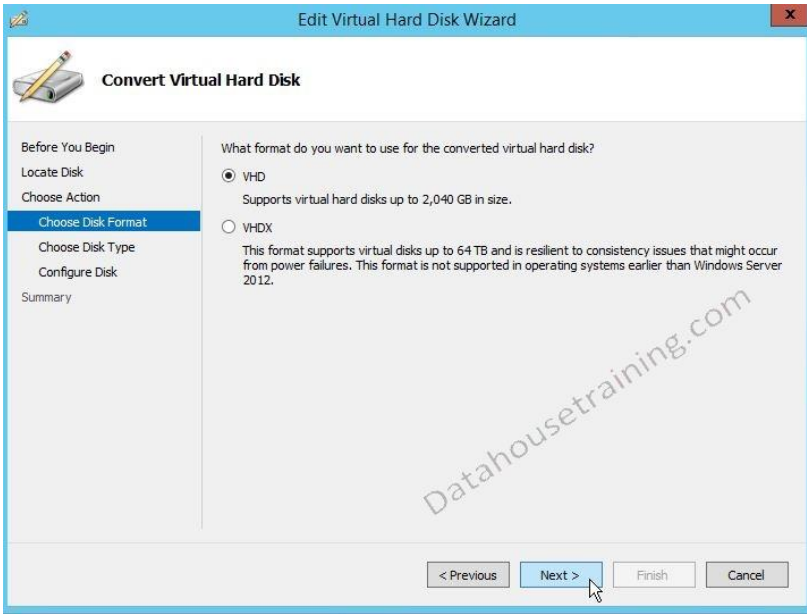 Edit Virtual Hard Disk Wizard
x
Convert Virtual Hard Disk
Before You Begin
Locate Disk
Choose Action
Choose Disk Format
Choose Disk Type
Configure Disk
Summary
What format do you want to use for the converted virtual hard disk?
VHD
Supports virtual hard disks up to 2,040 GB in size.
VHDX
This format supports virtual disks up to 64 TB and is resilient to consistency issues that might occur
from power failures. This format is not supported in operating systems earlier than Windows Server
2012.
Datahousetraining.com
< Previous
Next >
Finish
Cancel